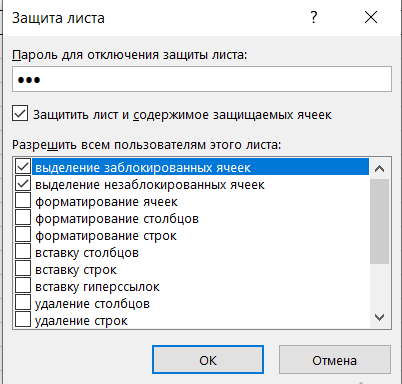 Защита листа
Пароль для отключения защиты листа:
●●●
Защитить лист и содержимое защищаемых ячеек
Разрешить всем пользователям этого листа:
выделение заблокированных ячеек
выделение незаблокированных ячеек
форматирование ячеек
форматирование столбцов
форматирование строк
вставку столбцов
вставку строк
вставку гиперссылок
удаление столбцов
удаление строк
ОК Отмена